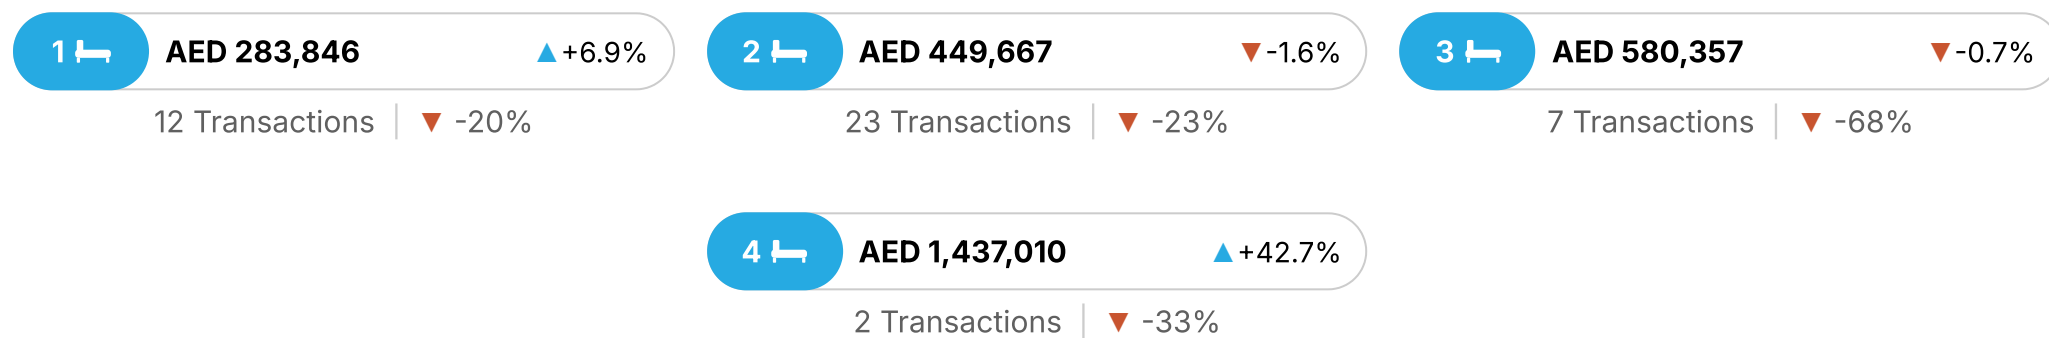 1 AED 283,846 ▲+6.9%
12 Transactions | ▼ -20%
2 AED 449,667 ▼-1.6%
23 Transactions | ▼ -23%
3 AED 580,357 ▼-0.7%
7 Transactions | ▼ -68%
4 AED 1,437,010 ▲+42.7%
2 Transactions | ▼ -33%